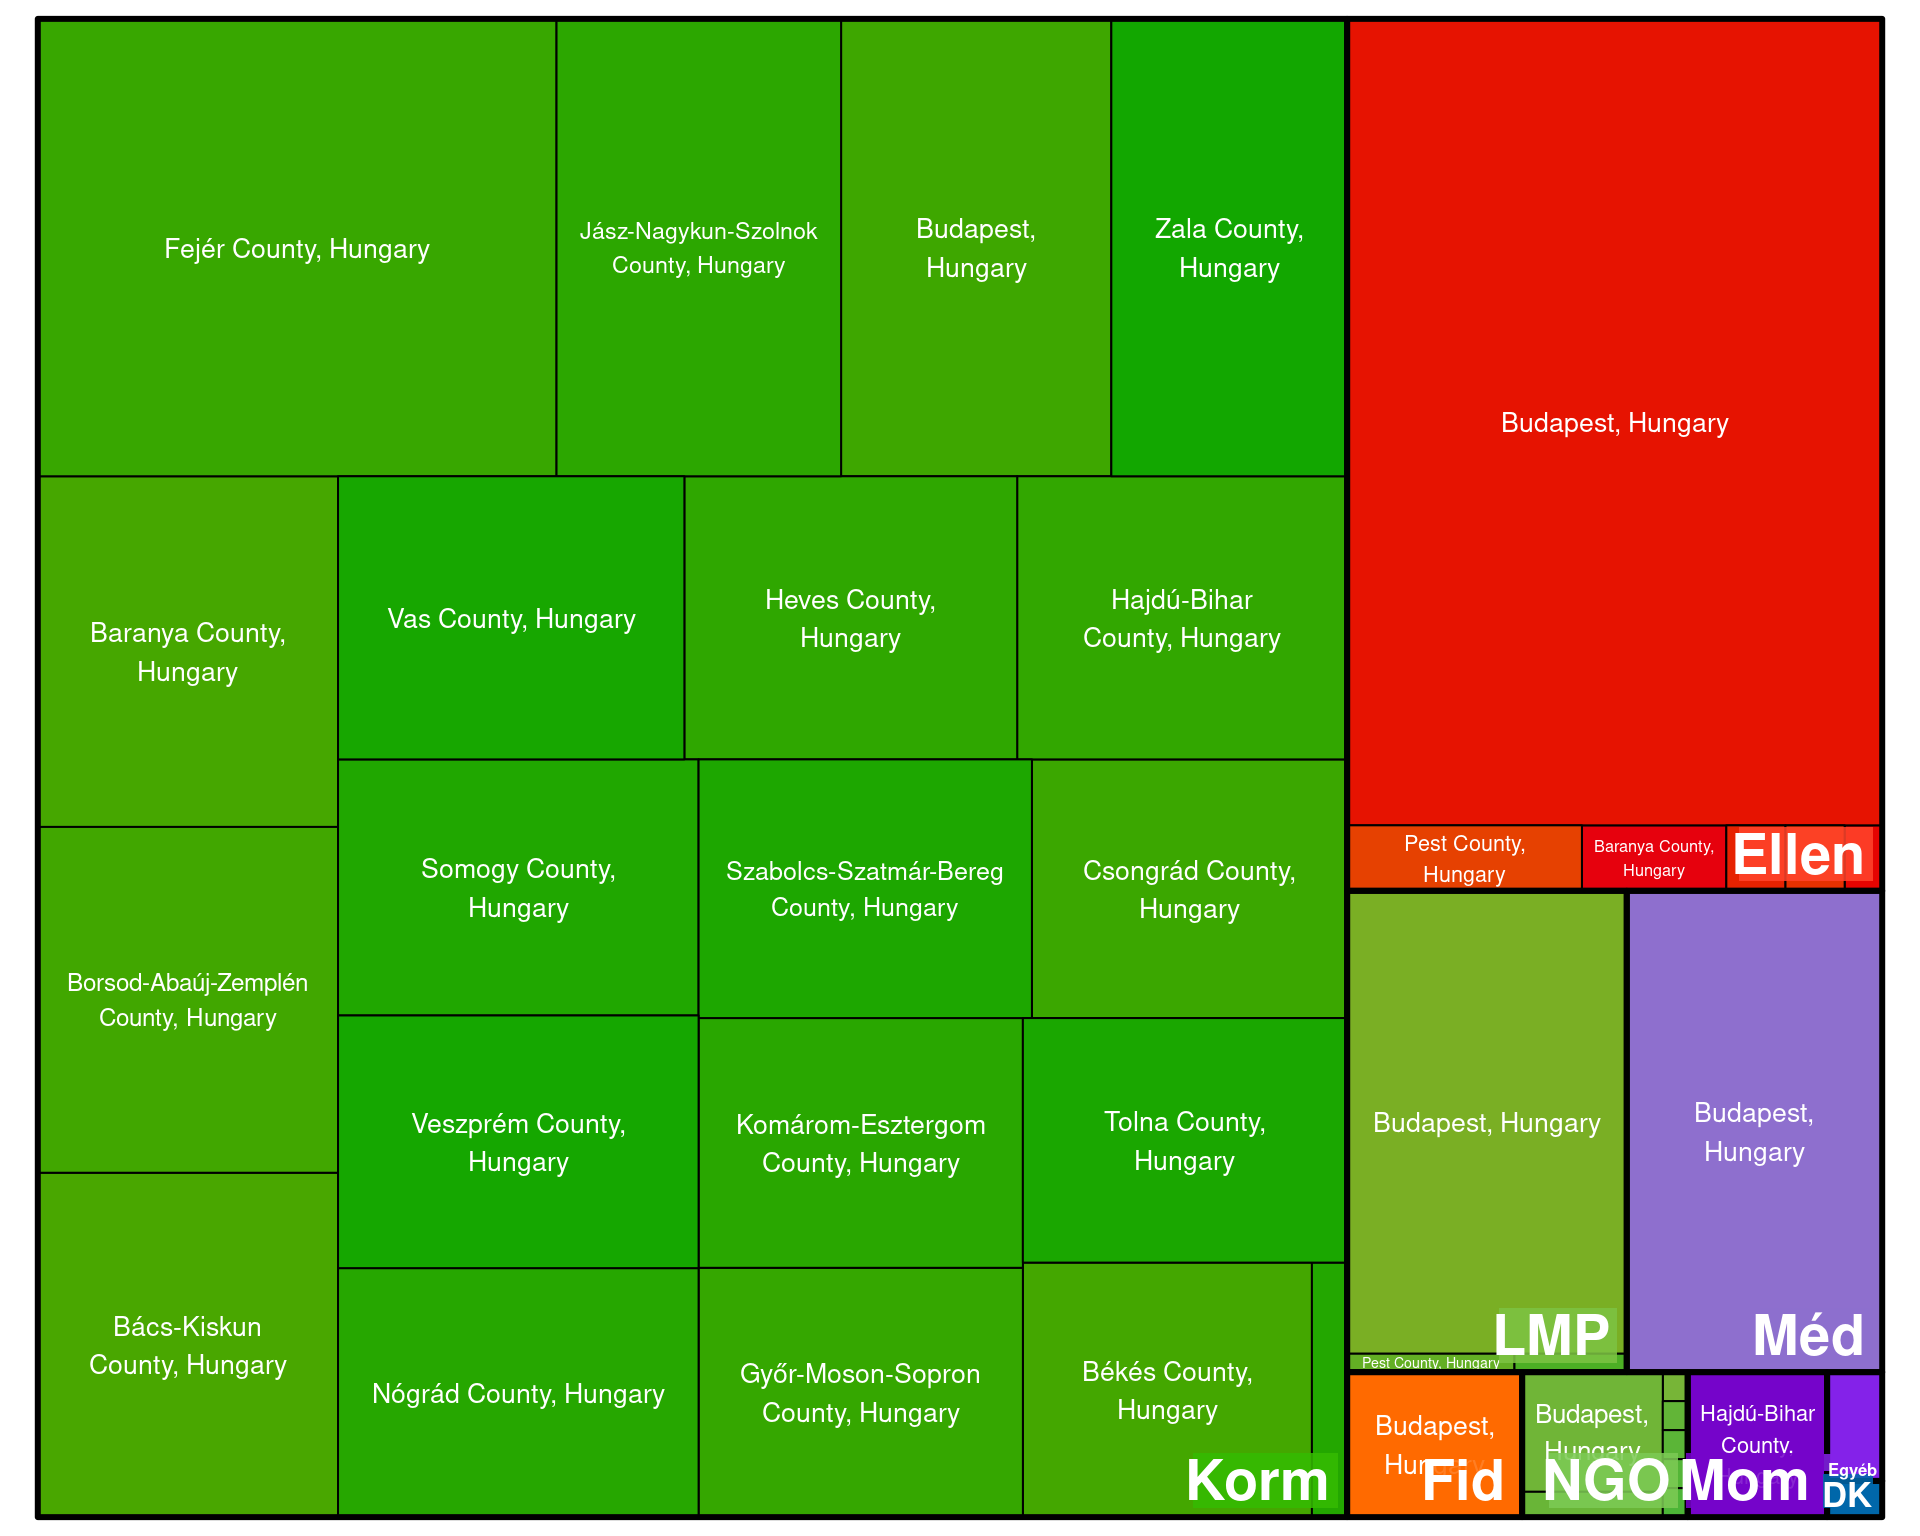 Fejér County, Hungary
Jász-Nagykun-Szolnok
County, Hungary
Budapest,
Hungary
Zala County,
Hungary
Baranya County,
Hungary
Vas County, Hungary
Heves County,
Hungary
Hajdú-Bihar
County, Hungary
Borsod-Abaúj-Zemplén
County, Hungary
Somogy County,
Hungary
Szabolcs-Szatmár-Bereg
County, Hungary
Csongrád County,
Hungary
Bács-Kiskun
County, Hungary
Veszprém County,
Hungary
Komárom-Esztergom
County, Hungary
Tolna County,
Hungary
Nógrád County, Hungary
Győr-Moson-Sopron
County, Hungary
Békés County,
Hungary
Korm
Budapest, Hungary
Pest County,
Hungary
Baranya County,
Hungary
Ellen
Budapest, Hungary
LMP
Pest County, Hungary
Budapest,
Hungary
Méd
Budapest,
Hungary
Fid
Budapest,
Hungary
NGO
Hajdú-Bihar
County,
Mom
Egyéb
DK